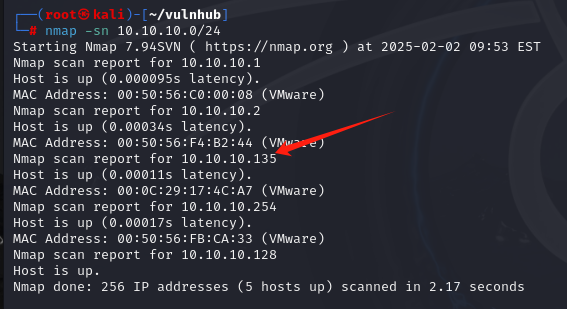 ┌──(root㉿kali)-[~/vulnhub]
└─# nmap -sn 10.10.10.0/24
Starting Nmap 7.94SVN ( https://nmap.org ) at 2025-02-02 09:53 EST
Nmap scan report for 10.10.10.1
Host is up (0.000095s latency).
MAC Address: 00:50:56:C0:00:08 (VMware)
Nmap scan report for 10.10.10.2
Host is up (0.00034s latency).
MAC Address: 00:50:56:F4:B2:44 (VMware)
Nmap scan report for 10.10.10.135
Host is up (0.00011s latency).
MAC Address: 00:0C:29:17:4C:A7 (VMware)
Nmap scan report for 10.10.10.254
Host is up (0.00017s latency).
MAC Address: 00:50:56:FB:CA:33 (VMware)
Nmap scan report for 10.10.10.128
Host is up.
Nmap done: 256 IP addresses (5 hosts up) scanned in 2.17 seconds